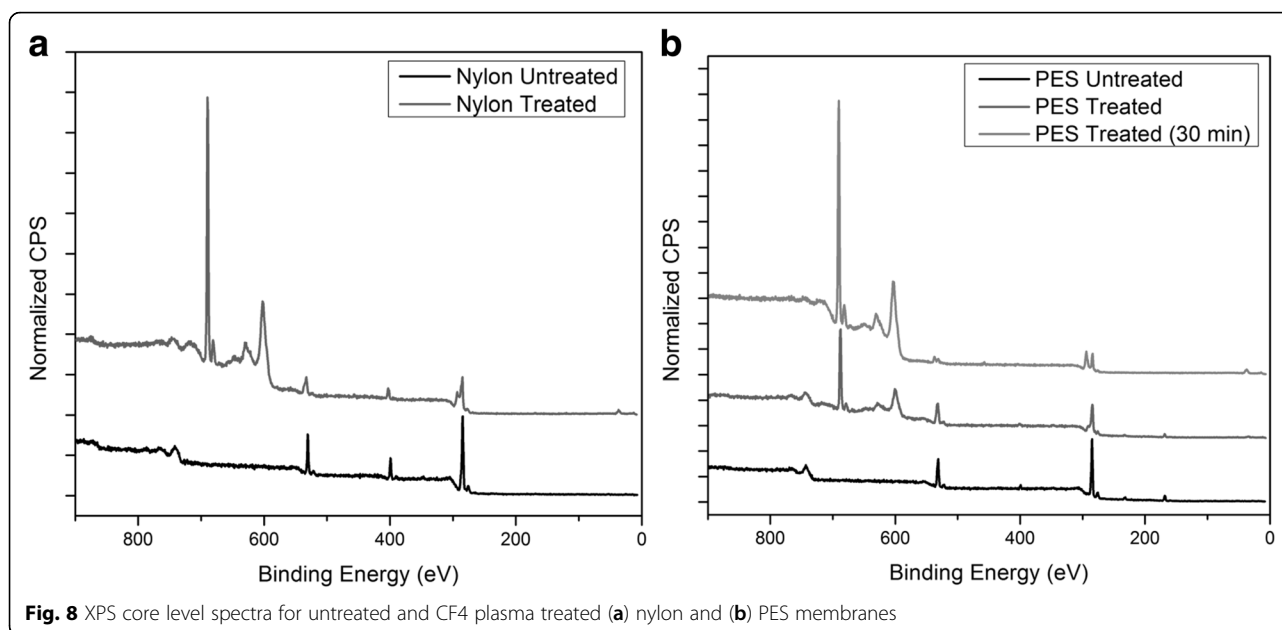 a
Nylon Untreated
Nylon Treated
Normalized CPS
800 600 400 200 0
Binding Energy (eV)
b
PES Untreated
PES Treated
PES Treated (30 min)
Normalized CPS
800 600 400 200 0
Binding Energy (eV)
Fig. 8 XPS core level spectra for untreated and CF4 plasma treated (a) nylon and (b) PES membranes